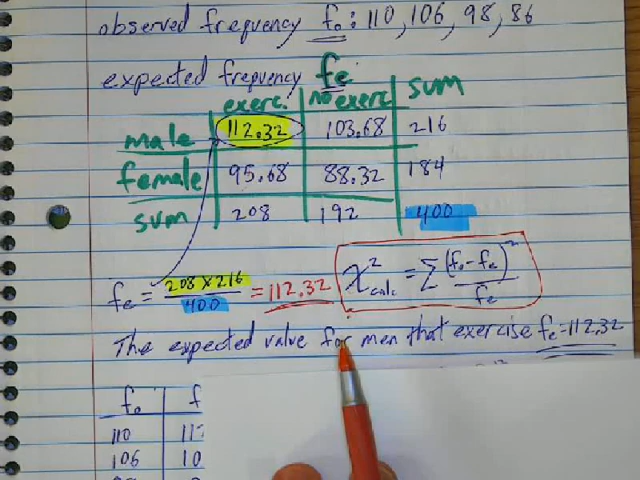 observed frequency fo : 110, 106, 98, 86
expected frequency fe
exerc. no exerc sum
male 112.32 103.68 216
female 95.68 88.32 184
sum 208 192 400
fe = 208 x 216 / 400 = 112.32
χ²calc = Σ (fo - fe)² / fe
The expected value for men that exercise fe = 112.32
fo f
110 11
106 10